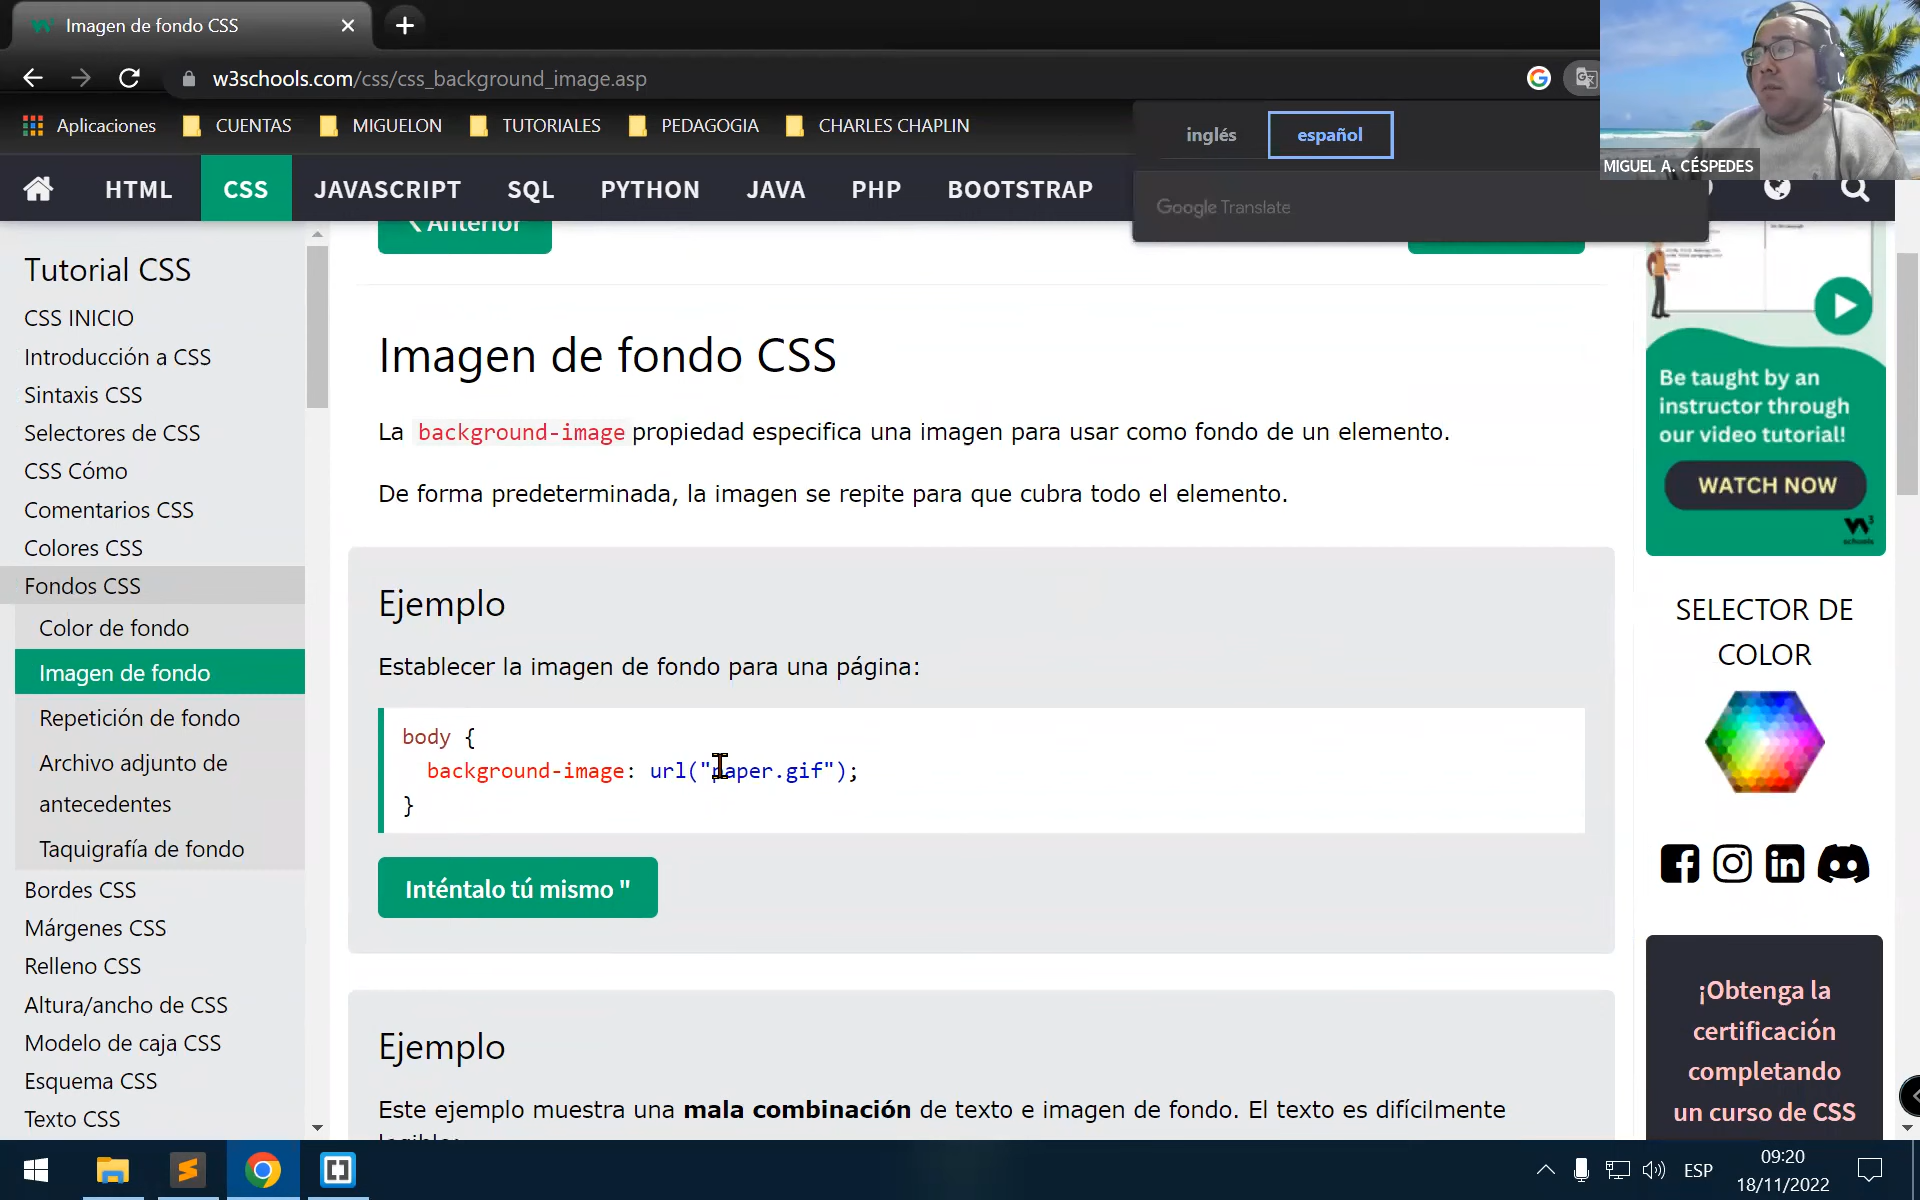 Imagen de fondo CSS
w3schools.com/css/css_background_image.asp
Aplicaciones
CUENTAS
MIGUELON
TUTORIALES
PEDAGOGIA
CHARLES CHAPLIN
inglés
español
Google Translate
MIGUEL A. CÉSPEDES
HTML
CSS
JAVASCRIPT
SQL
PYTHON
JAVA
PHP
BOOTSTRAP
Tutorial CSS
CSS INICIO
Introducción a CSS
Sintaxis CSS
Selectores de CSS
CSS Cómo
Comentarios CSS
Colores CSS
Fondos CSS
Color de fondo
Imagen de fondo
Repetición de fondo
Archivo adjunto de
antecedentes
Taquigrafía de fondo
Bordes CSS
Márgenes CSS
Relleno CSS
Altura/ancho de CSS
Modelo de caja CSS
Esquema CSS
Texto CSS
❮ Anterior
Imagen de fondo CSS
La background-image propiedad especifica una imagen para usar como fondo de un elemento.
De forma predeterminada, la imagen se repite para que cubra todo el elemento.
Ejemplo
Establecer la imagen de fondo para una página:
body {
background-image: url("paper.gif");
}
Inténtalo tú mismo "
Ejemplo
Este ejemplo muestra una mala combinación de texto e imagen de fondo. El texto es difícilmente
legible:
Be taught by an
instructor through
our video tutorial!
WATCH NOW
schools
SELECTOR DE
COLOR
¡Obtenga la
certificación
completando
un curso de CSS
ESP
09:20
18/11/2022